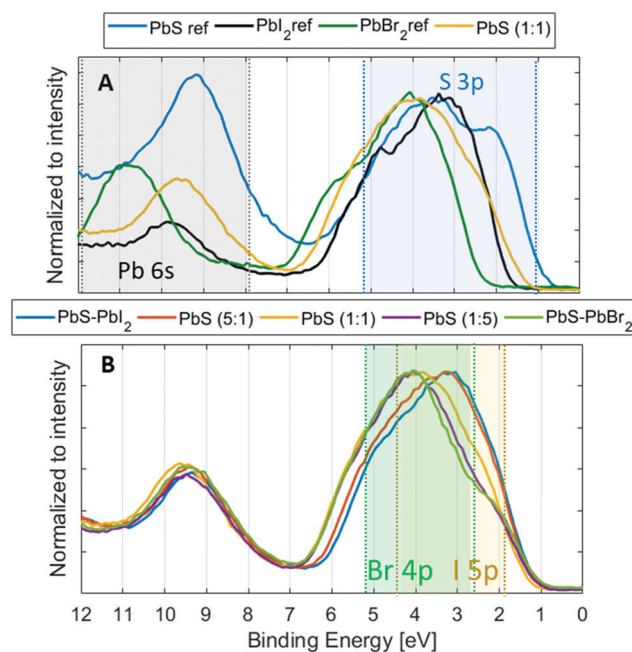 PbS ref PbI₂ref PbBr₂ref PbS (1:1)
A
S 3p
Normalized to intensity
Pb 6s
PbS-PbI₂ PbS (5:1) PbS (1:1) PbS (1:5) PbS-PbBr₂
B
Normalized to intensity
Br 4p I 5p
12 11 10 9 8 7 6 5 4 3 2 1 0
Binding Energy [eV]